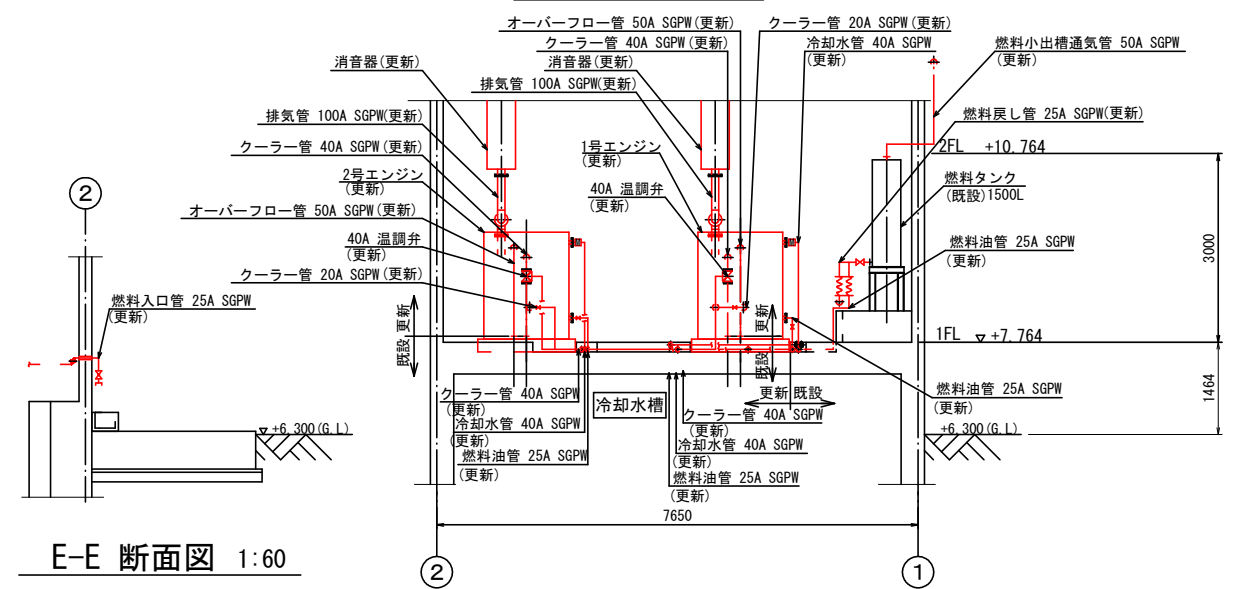 オーバーフロー管 50A SGPW(更新)
クーラー管 20A SGPW(更新)
クーラー管 40A SGPW(更新)
冷却水管 40A SGPW
(更新)
燃料小出槽通気管 50A SGPW
(更新)
消音器(更新)
消音器(更新)
排気管 100A SGPW(更新)
排気管 100A SGPW(更新)
燃料戻し管 25A SGPW(更新)
クーラー管 40A SGPW(更新)
1号エンジン
(更新)
2FL +10.764
2号エンジン
(更新)
40A 温調弁
(更新)
燃料タンク
(既設)1500L
②
オーバーフロー管 50A SGPW(更新)
40A 温調弁
(更新)
燃料油管 25A SGPW
(更新)
3000
クーラー管 20A SGPW(更新)
燃料入口管 25A SGPW
(更新)
更新
既設
更新
既設
1FL +7.764
更新
既設
クーラー管 40A SGPW
(更新)
冷却水槽
クーラー管 40A SGPW
(更新)
燃料油管 25A SGPW
(更新)
1464
冷却水管 40A SGPW
(更新)
冷却水管 40A SGPW
(更新)
+6,300(G.L)
+6,300(G.L)
燃料油管 25A SGPW
(更新)
燃料油管 25A SGPW
(更新)
7650
E-E 断面図 1:60
②
①